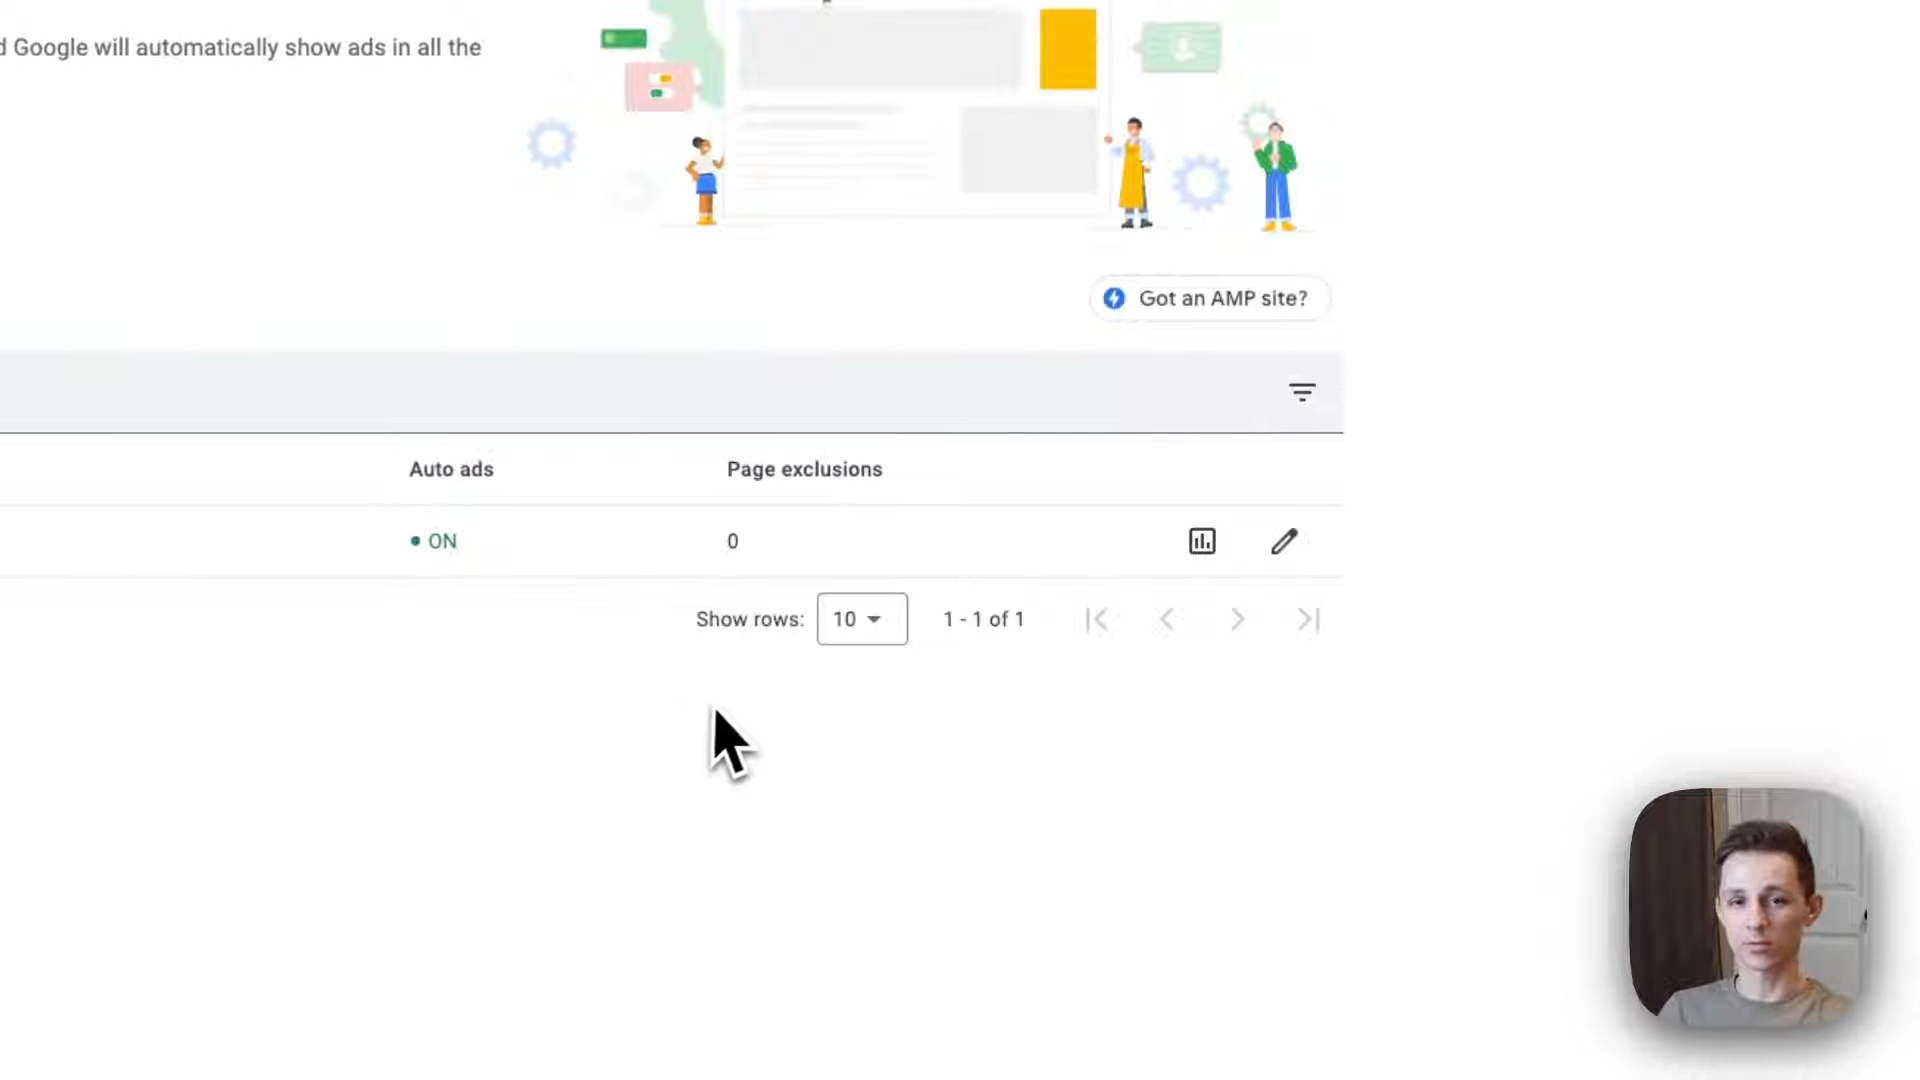 d Google will automatically show ads in all the
Got an AMP site?
Auto ads Page exclusions
ON 0
Show rows: 10 1 - 1 of 1